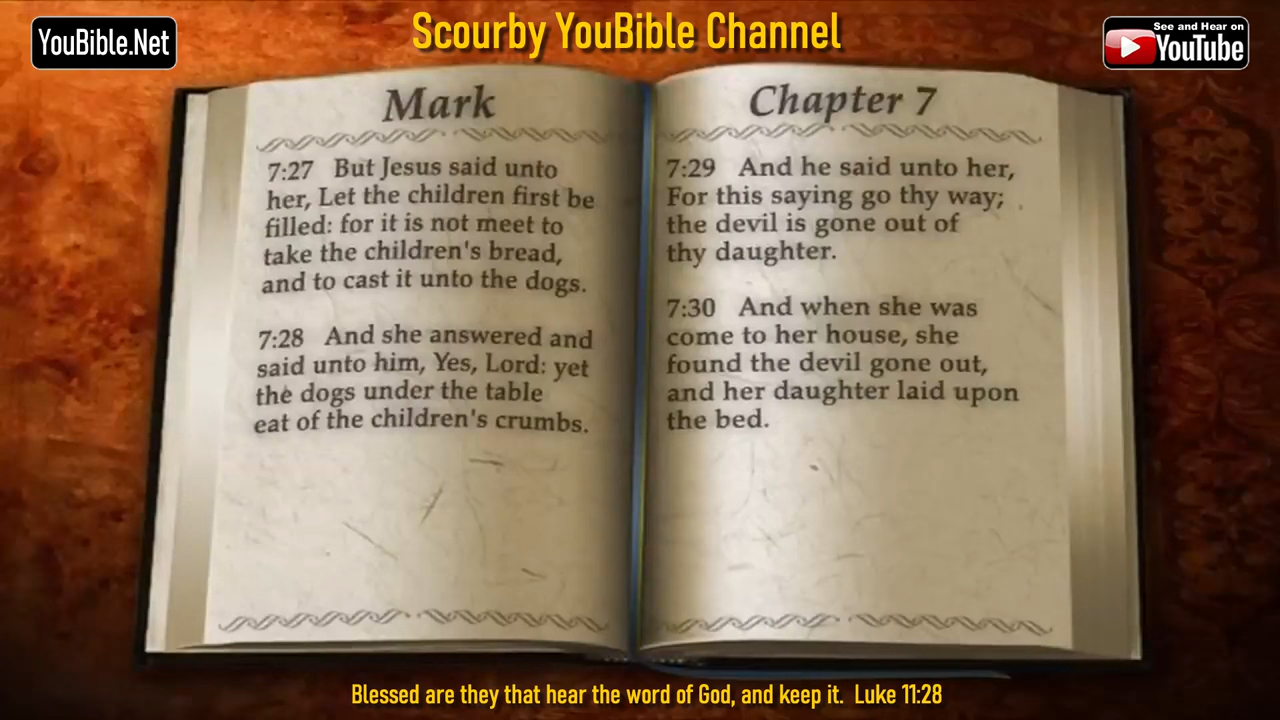 YouBible.Net
Scourby YouBible Channel
See and Hear on
YouTube
Mark
7:27 But Jesus said unto
her, Let the children first be
filled: for it is not meet to
take the children's bread,
and to cast it unto the dogs.
7:28 And she answered and
said unto him, Yes, Lord: yet
the dogs under the table
eat of the children's crumbs.
Chapter 7
7:29 And he said unto her,
For this saying go thy way;
the devil is gone out of
thy daughter.
7:30 And when she was
come to her house, she
found the devil gone out,
and her daughter laid upon
the bed.
Blessed are they that hear the word of God, and keep it. Luke 11:28